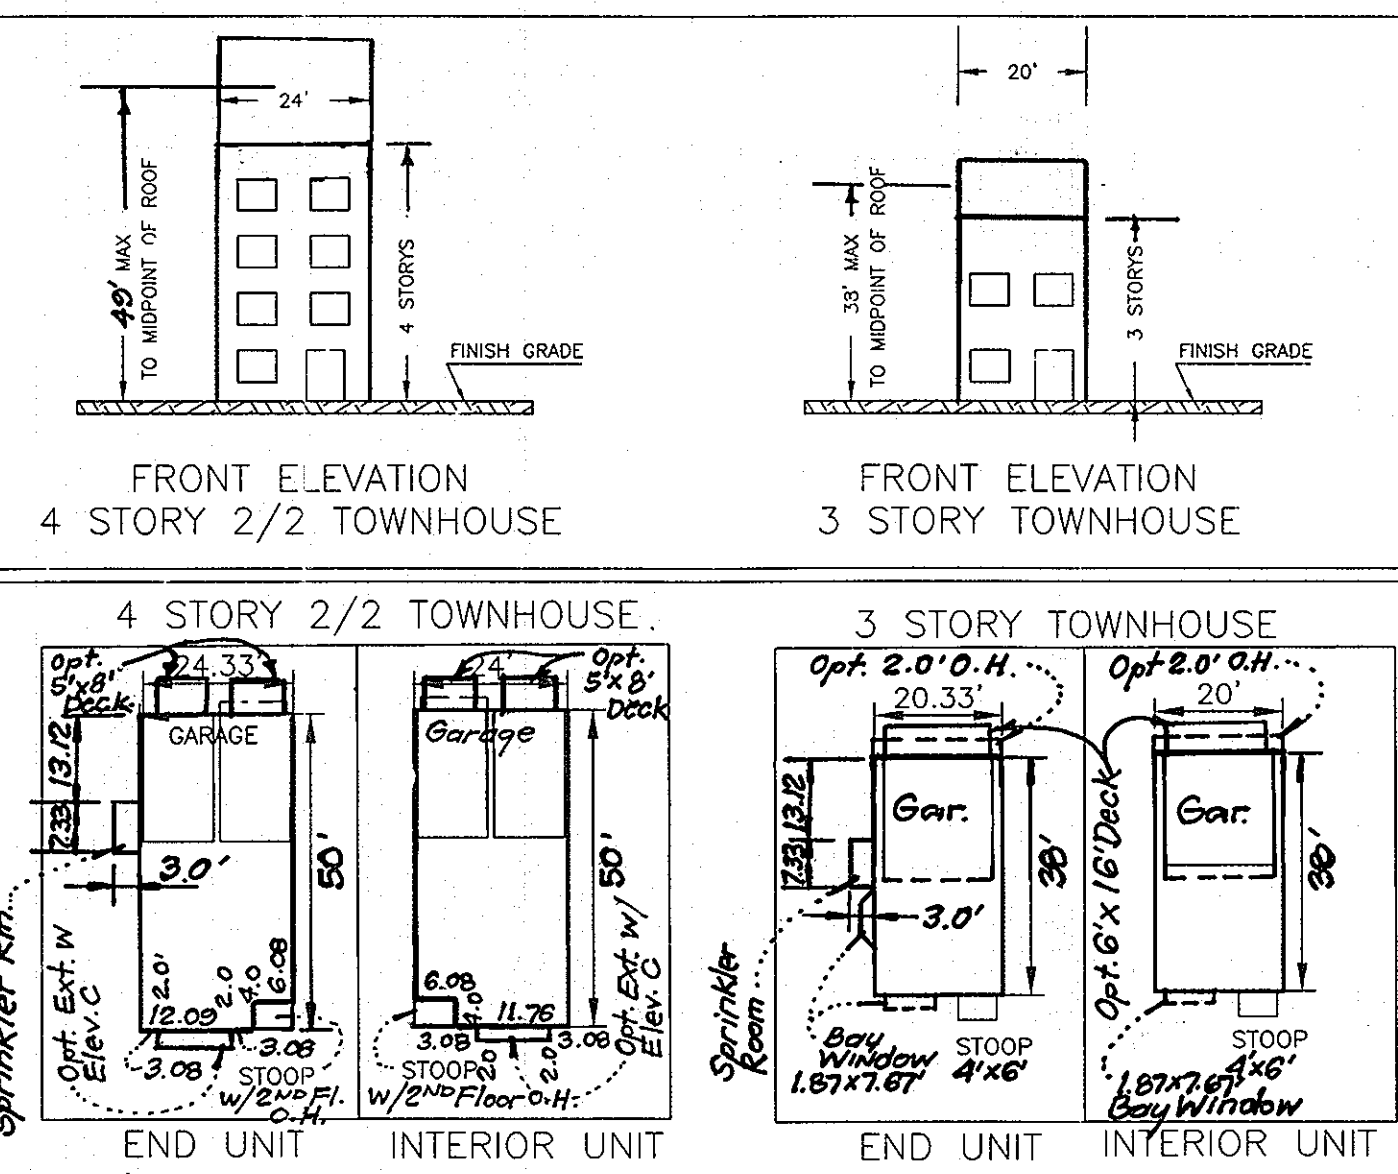 24'
49' MAX
TO MIDPOINT OF ROOF
4 STORYS
FINISH GRADE
FRONT ELEVATION
4 STORY 2/2 TOWNHOUSE
20'
38' MAX
TO MIDPOINT OF ROOF
3 STORYS
FINISH GRADE
FRONT ELEVATION
3 STORY TOWNHOUSE
4 STORY 2/2 TOWNHOUSE.
Opt.
5'x8'
Deck
24.33'
GARAGE
13.12
7.33
3.0'
50'
Sprinkler Rm.
Opt. Ext. W
Elev. C
2.0'
12.09
2.0
4.0
6.08
3.08
3.08
STOOP
w/2ND Fl.
O.H.
END UNIT
24'
Opt.
5'x8'
Deck
Garage
50'
6.08
4.0
11.76
3.08
2.0
2.0
3.08
Opt. Ext. w/
Elev. C
STOOP
w/2ND Floor O.H.
INTERIOR UNIT
3 STORY TOWNHOUSE
Opt. 2.0' O.H.
20.33'
13.12
7.33
Gar.
3.0'
38'
Sprinkler
Room
Bay
Window
1.87x7.67'
STOOP
4'x6'
END UNIT
Opt 2.0' O.H.
20'
Opt. 6'x16' Deck
Gar.
38'
STOOP
4'x6'
1.87x7.67'
Bay Window
INTERIOR UNIT